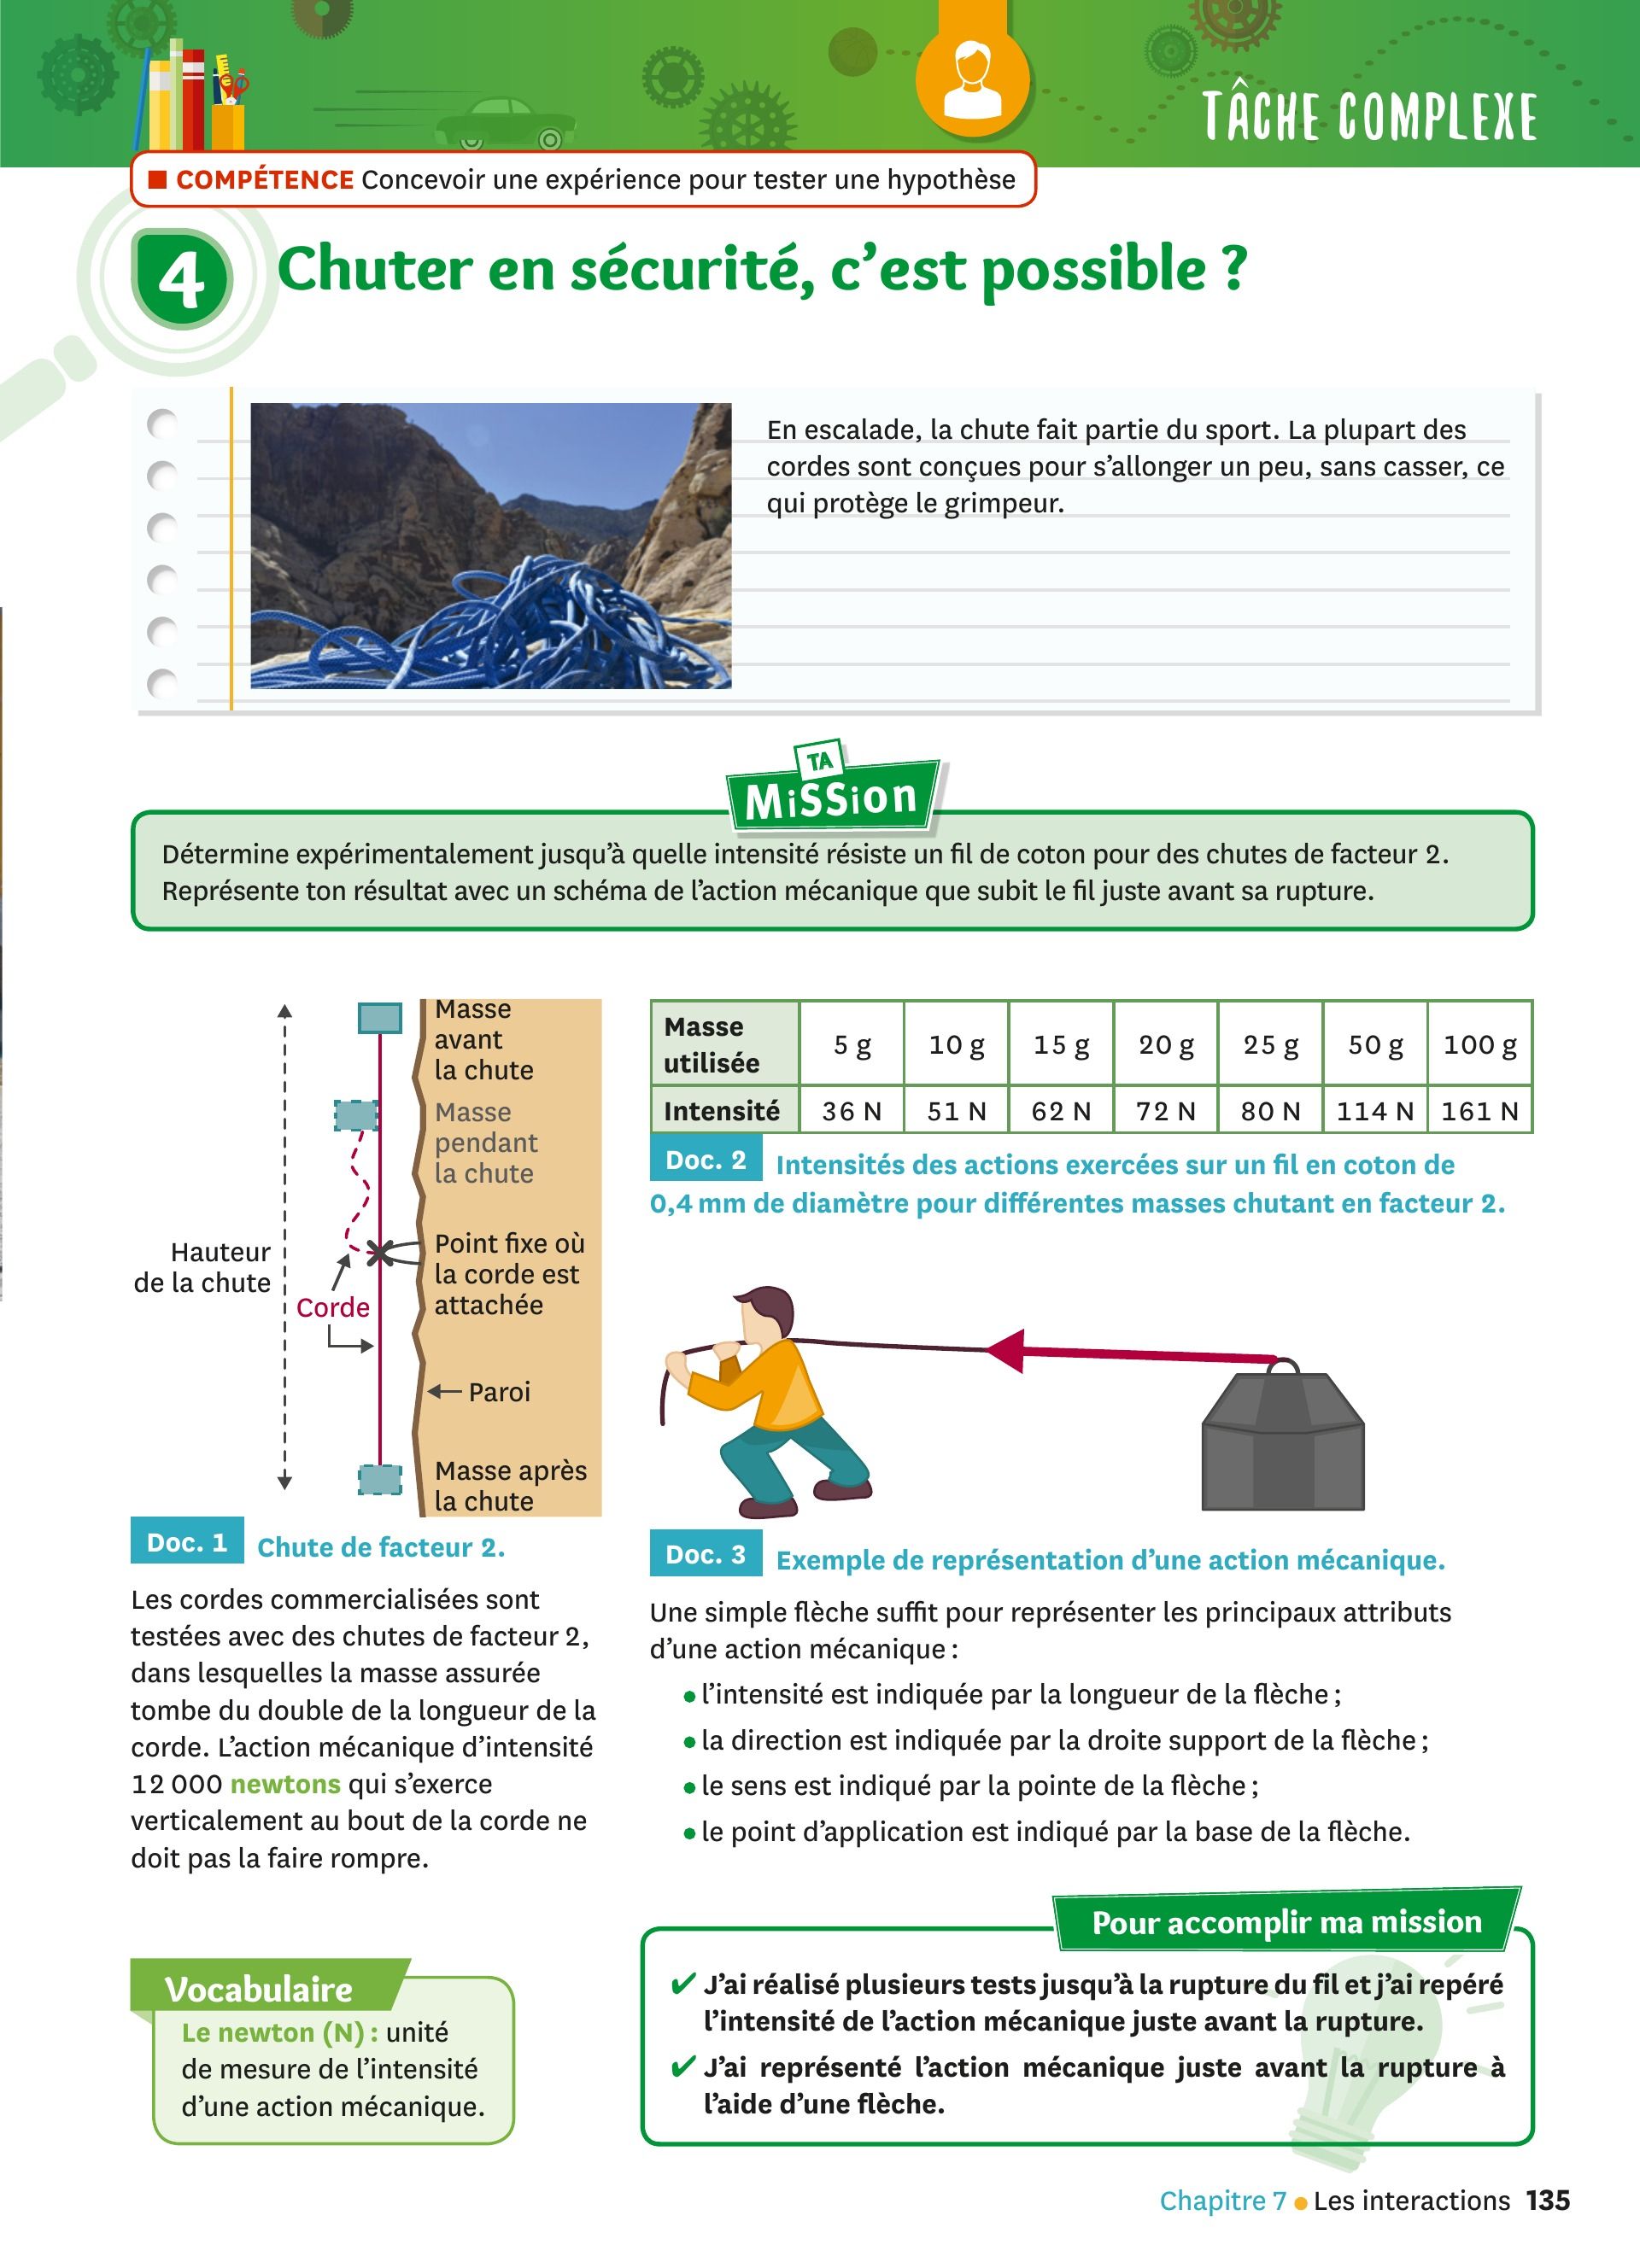 TÂCHE COMPLEXE
■ COMPÉTENCE Concevoir une expérience pour tester une hypothèse
4 Chuter en sécurité, c’est possible ?
En escalade, la chute fait partie du sport. La plupart des
cordes sont conçues pour s’allonger un peu, sans casser, ce
qui protège le grimpeur.
TA
MiSSion
Détermine expérimentalement jusqu’à quelle intensité résiste un fil de coton pour des chutes de facteur 2.
Représente ton résultat avec un schéma de l’action mécanique que subit le fil juste avant sa rupture.
Masse
avant
la chute
Masse
pendant
la chute
Hauteur
de la chute
Corde
Point fixe où
la corde est
attachée
Paroi
Masse après
la chute
Doc. 1 Chute de facteur 2.
Les cordes commercialisées sont
testées avec des chutes de facteur 2,
dans lesquelles la masse assurée
tombe du double de la longueur de la
corde. L’action mécanique d’intensité
12 000 newtons qui s’exerce
verticalement au bout de la corde ne
doit pas la faire rompre.
Vocabulaire
Le newton (N) : unité
de mesure de l’intensité
d’une action mécanique.
Masse
utilisée
5 g 10 g 15 g 20 g 25 g 50 g 100 g
Intensité 36 N 51 N 62 N 72 N 80 N 114 N 161 N
Doc. 2 Intensités des actions exercées sur un fil en coton de
0,4 mm de diamètre pour différentes masses chutant en facteur 2.
Doc. 3 Exemple de représentation d’une action mécanique.
Une simple flèche suffit pour représenter les principaux attributs
d’une action mécanique :
• l’intensité est indiquée par la longueur de la flèche ;
• la direction est indiquée par la droite support de la flèche ;
• le sens est indiqué par la pointe de la flèche ;
• le point d’application est indiqué par la base de la flèche.
Pour accomplir ma mission
✔ J’ai réalisé plusieurs tests jusqu’à la rupture du fil et j’ai repéré
l’intensité de l’action mécanique juste avant la rupture.
✔ J’ai représenté l’action mécanique juste avant la rupture à
l’aide d’une flèche.
Chapitre 7 • Les interactions 135